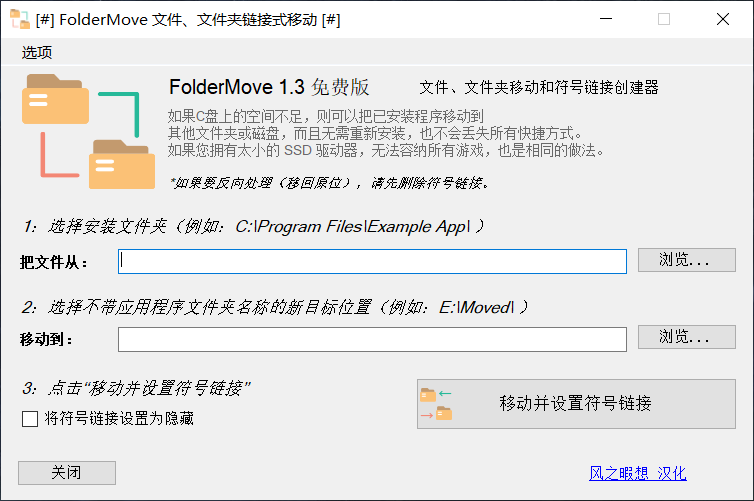 [#] FolderMove 文件、文件夹链接式移动 [#]
选项
FolderMove 1.3 免费版 文件、文件夹移动和符号链接创建器
如果C盘上的空间不足，则可以把已安装程序移动到
其他文件夹或磁盘，而且无需重新安装，也不会丢失所有快捷方式。
如果您拥有太小的 SSD 驱动器，无法容纳所有游戏，也是相同的做法。
*如果要反向处理（移回原位），请先删除符号链接。
1：选择安装文件夹（例如：C:\Program Files\Example App\ ）
把文件从： 浏览...
2：选择不带应用程序文件夹名称的新目标位置（例如：E:\Moved\ ）
移动到： 浏览...
3：点击“移动并设置符号链接”
移动并设置符号链接
将符号链接设置为隐藏
关闭 风之暇想 汉化